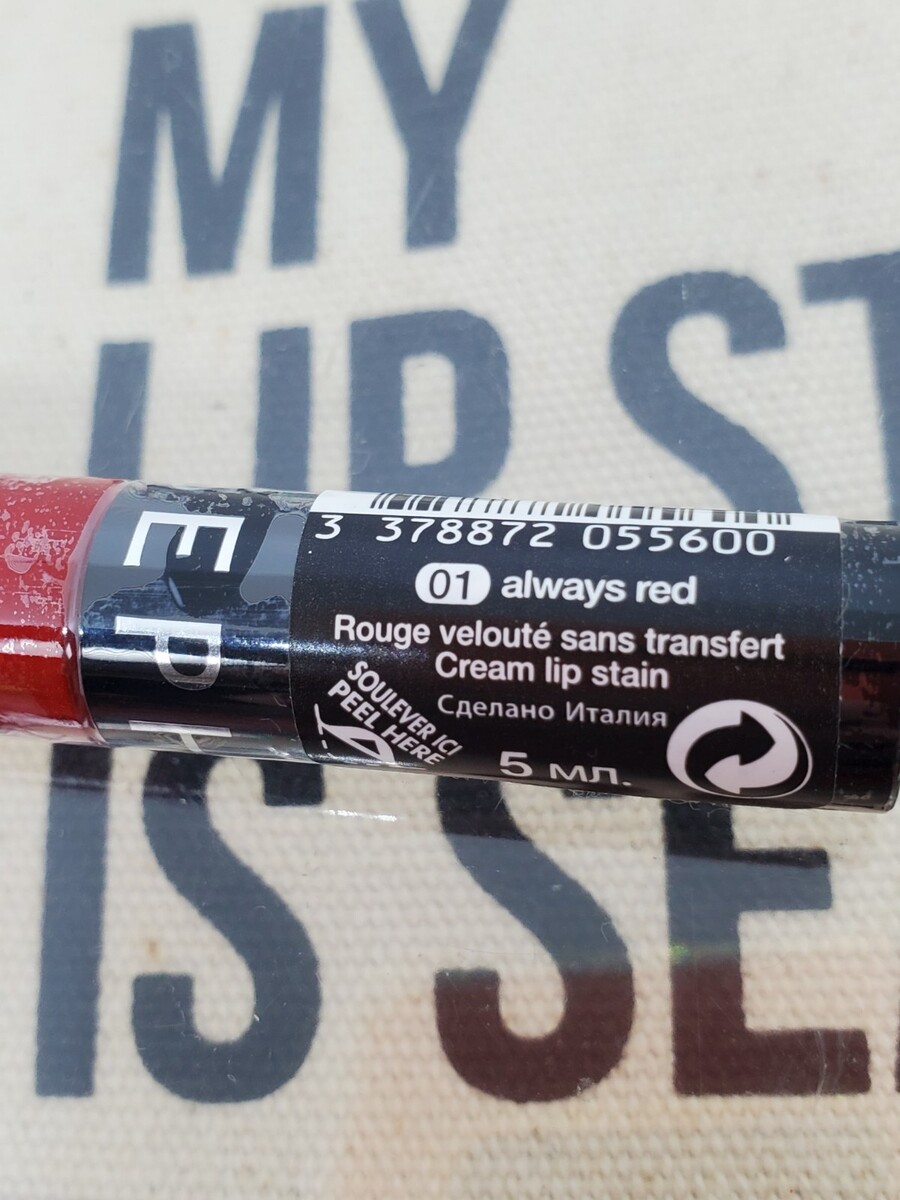 MY
LIP ST
IS SE
E P H
3 378872 055600
01 always red
Rouge velouté sans transfert
Cream lip stain
Сделано Италия
SOULEVER ICI
PEEL HERE
5 мл.